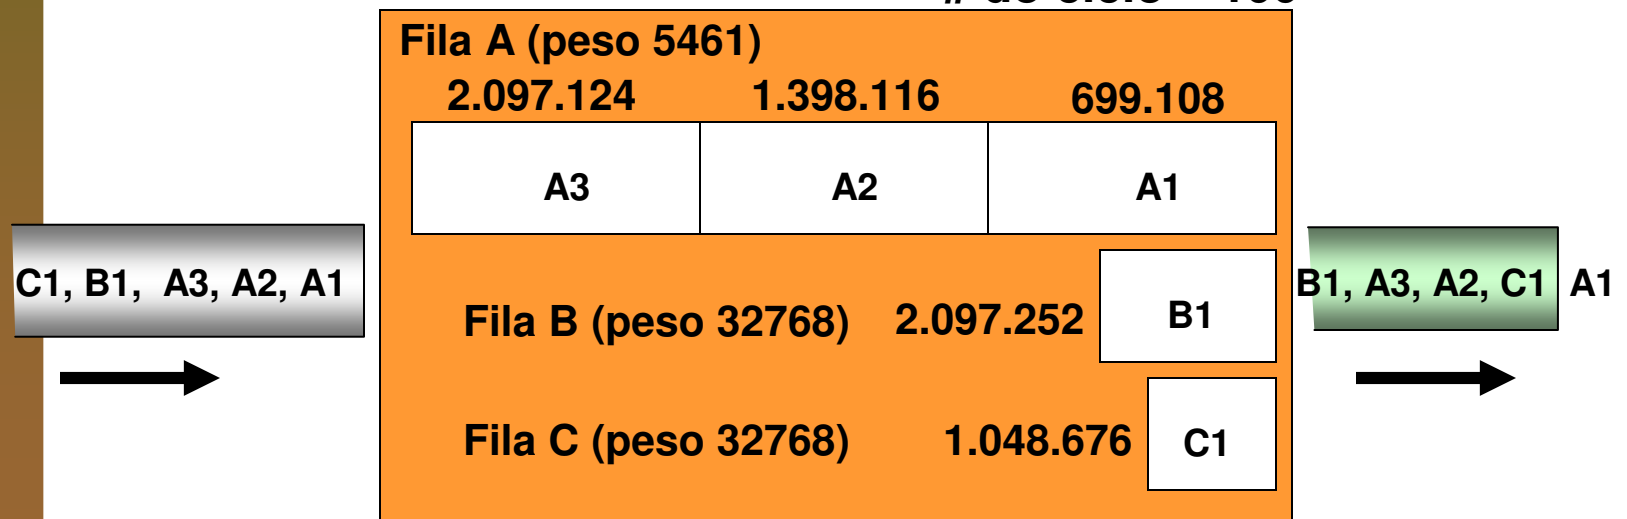 Fila A (peso 5461)
2.097.124 1.398.116 699.108
A3 A2 A1
C1, B1, A3, A2, A1
B1, A3, A2, C1 A1
Fila B (peso 32768) 2.097.252 B1
Fila C (peso 32768) 1.048.676 C1